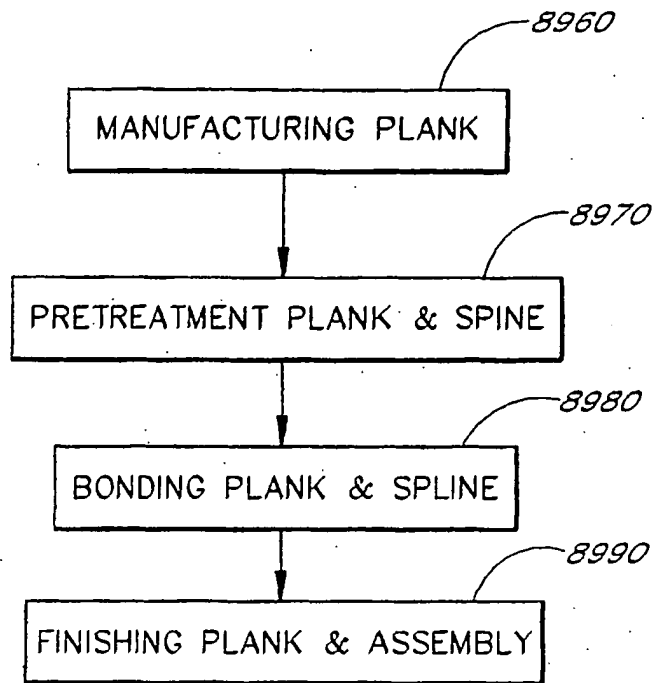 8960
MANUFACTURING PLANK
8970
PRETREATMENT PLANK & SPINE
8980
BONDING PLANK & SPLINE
8990
FINISHING PLANK & ASSEMBLY